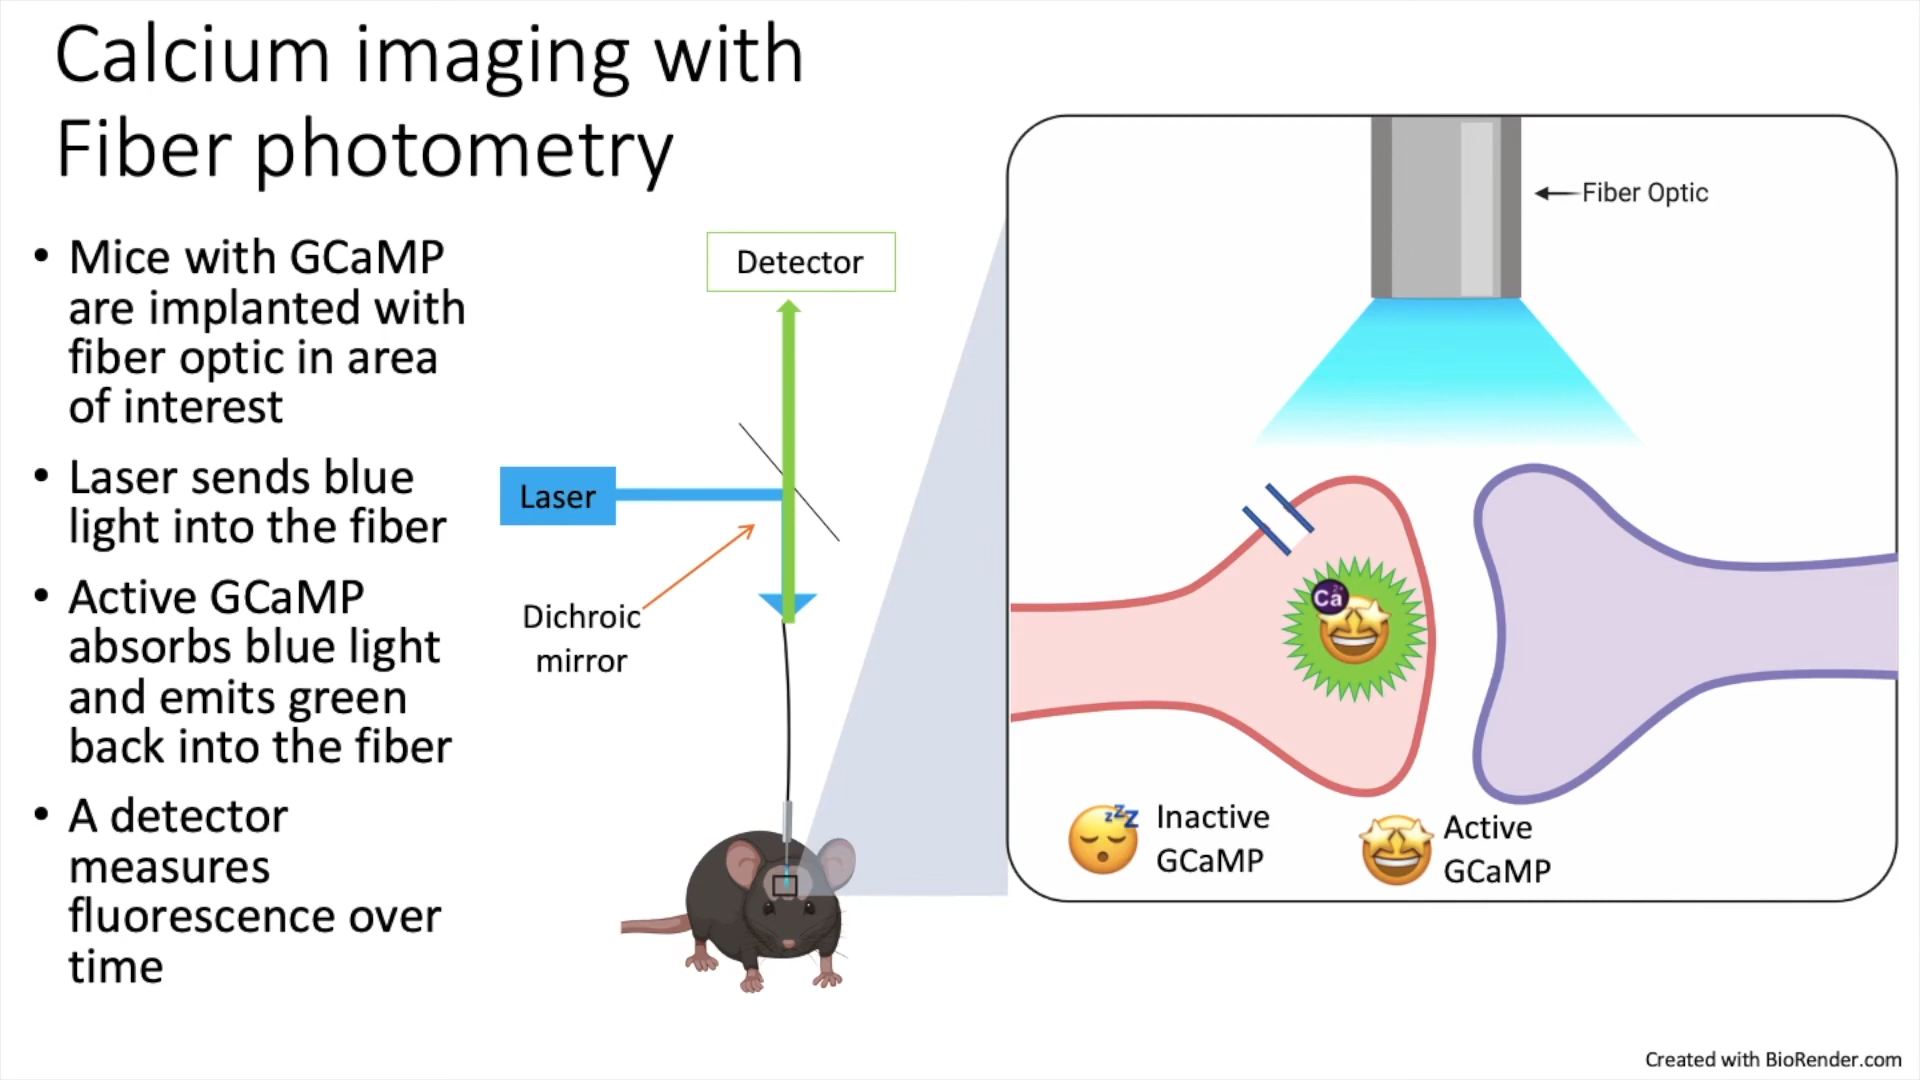 Calcium imaging with
Fiber photometry
• Mice with GCaMP
are implanted with
fiber optic in area
of interest
• Laser sends blue
light into the fiber
• Active GCaMP
absorbs blue light
and emits green
back into the fiber
• A detector
measures
fluorescence over
time
Detector
Laser
Dichroic
mirror
Fiber Optic
Ca2+
zzZ
Inactive
GCaMP
Active
GCaMP
Created with BioRender.com